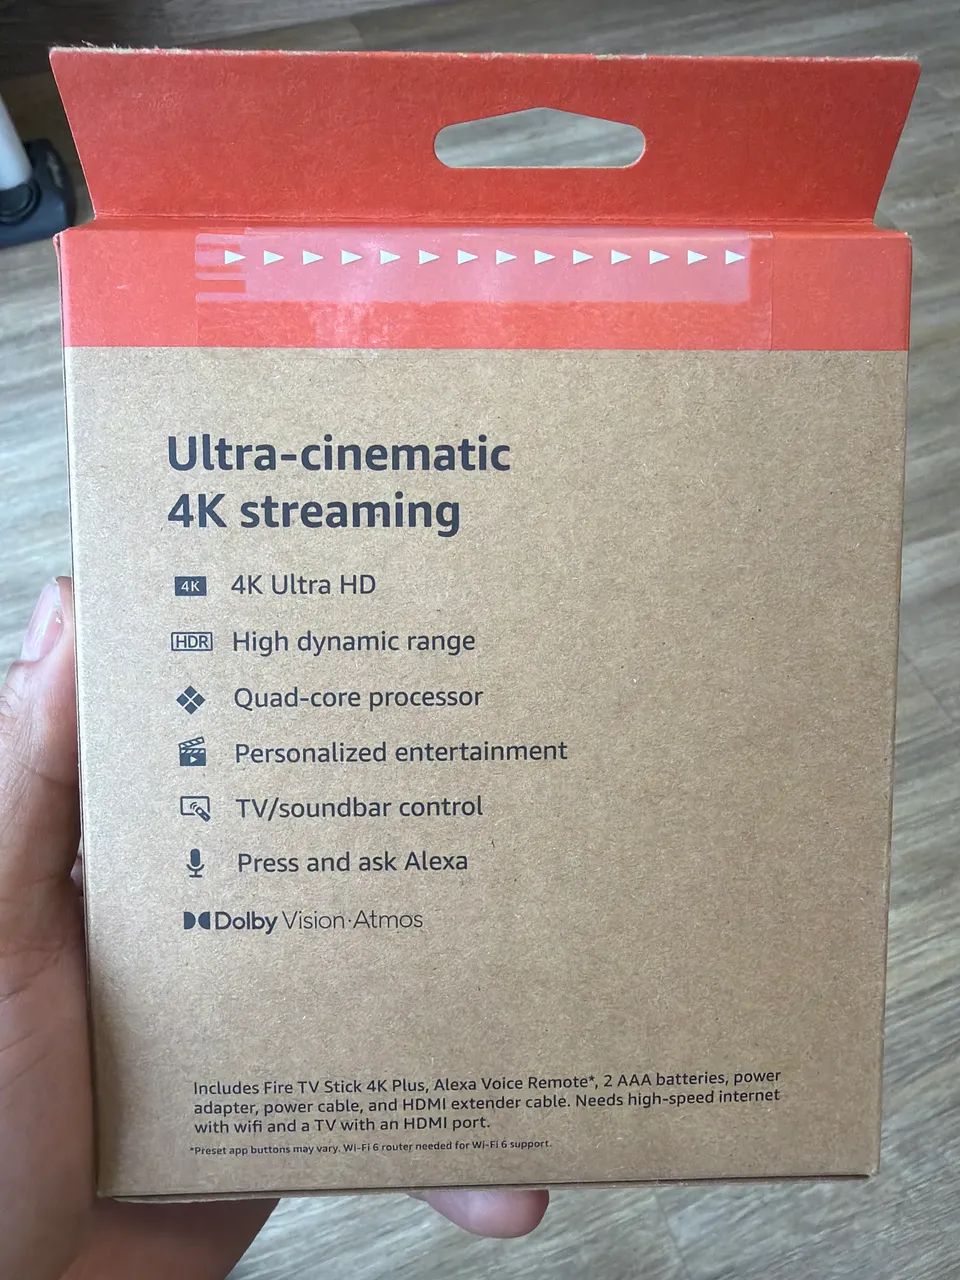 Ultra-cinematic
4K streaming
4K 4K Ultra HD
HDR High dynamic range
Quad-core processor
Personalized entertainment
TV/soundbar control
Press and ask Alexa
Dolby Vision·Atmos
Includes Fire TV Stick 4K Plus, Alexa Voice Remote*, 2 AAA batteries, power
adapter, power cable, and HDMI extender cable. Needs high-speed internet
with wifi and a TV with an HDMI port.
*Preset app buttons may vary. Wi-Fi 6 router needed for Wi-Fi 6 support.